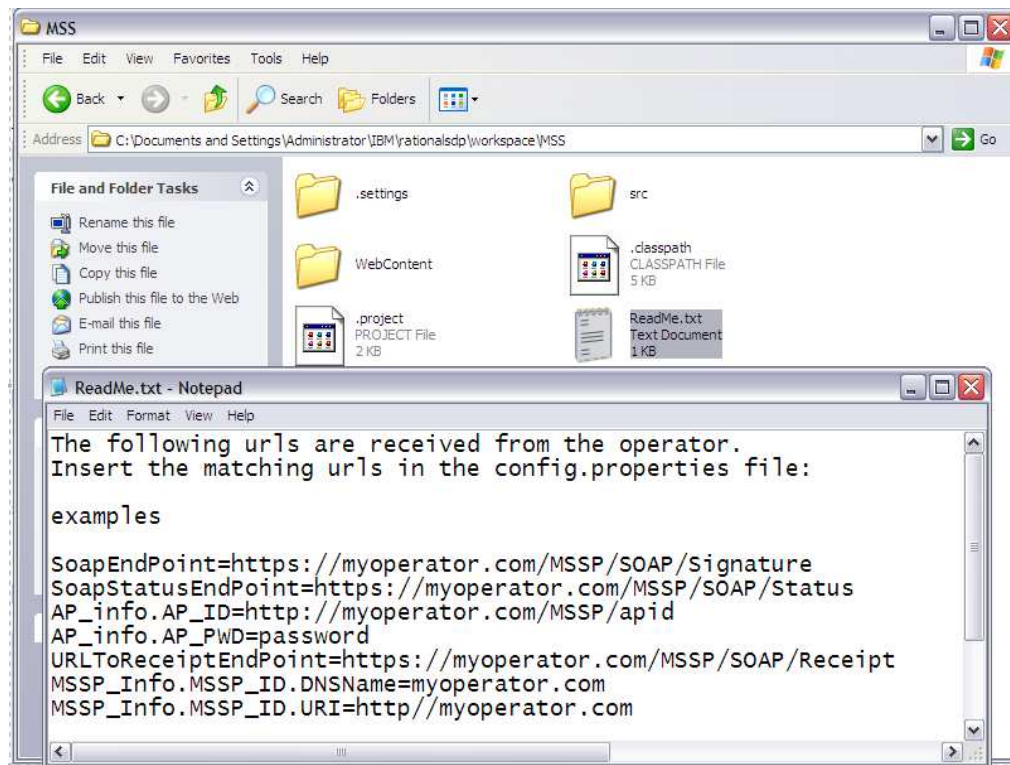 MSS
File Edit View Favorites Tools Help
Back Search Folders
Address C:\Documents and Settings\Administrator\IBM\rationalsdp\workspace\MSS Go
File and Folder Tasks
Rename this file
Move this file
Copy this file
Publish this file to the Web
E-mail this file
Print this file
.settings
src
WebContent
.classpath
CLASSPATH File
5 KB
.project
PROJECT File
2 KB
ReadMe.txt
Text Document
1 KB
ReadMe.txt - Notepad
File Edit Format View Help
The following urls are received from the operator.
Insert the matching urls in the config.properties file:
examples
SoapEndPoint=https://myoperator.com/MSSP/SOAP/Signature
SoapStatusEndPoint=https://myoperator.com/MSSP/SOAP/Status
AP_info.AP_ID=http://myoperator.com/MSSP/apid
AP_info.AP_PWD=password
URLToReceiptEndPoint=https://myoperator.com/MSSP/SOAP/Receipt
MSSP_Info.MSSP_ID.DNSName=myoperator.com
MSSP_Info.MSSP_ID.URI=http//myoperator.com